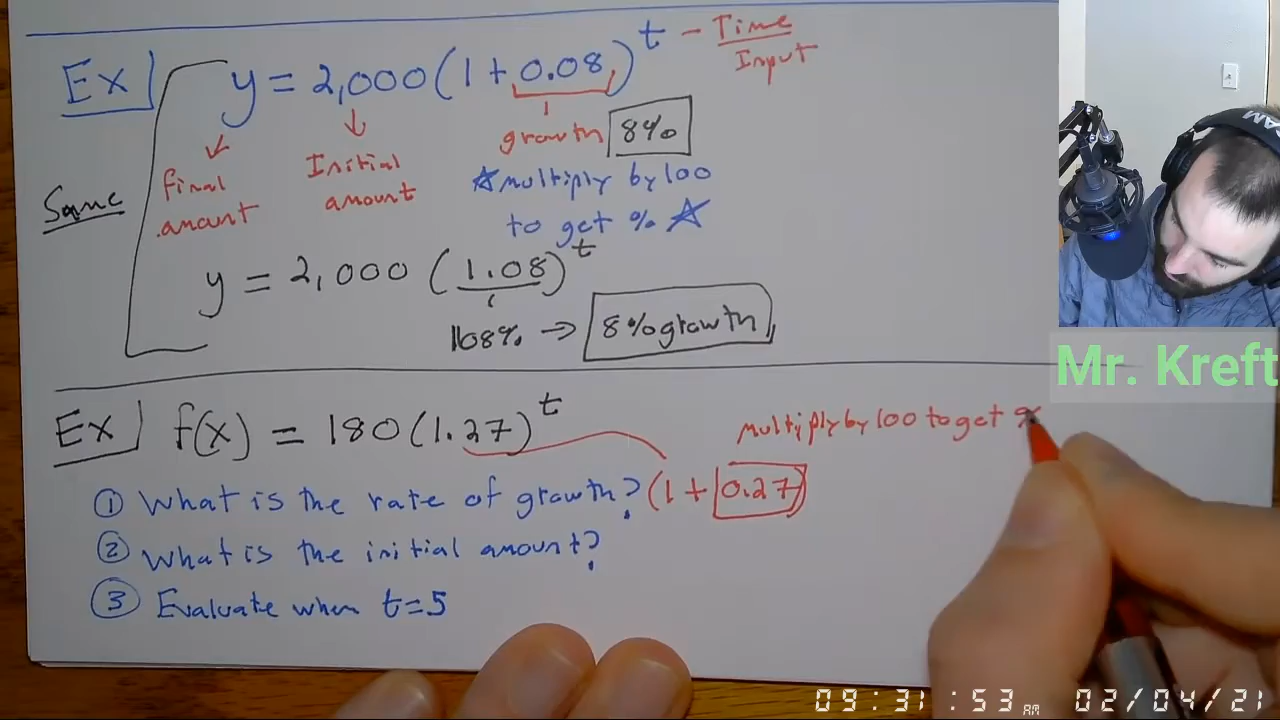 Ex y = 2,000 (1 + 0.08)^t - Time
Input
growth 8%
final
amount
Initial
amount
☆ multiply by 100
to get % ☆
Same
y = 2,000 (1.08)^t
108% → 8% growth
Ex f(x) = 180 (1.27)^t
Multiply by 100 to get %
① What is the rate of growth? (1 + 0.27)
② What is the initial amount?
③ Evaluate when t=5
Mr. Kreft
09:31:53 AM 02/04/21